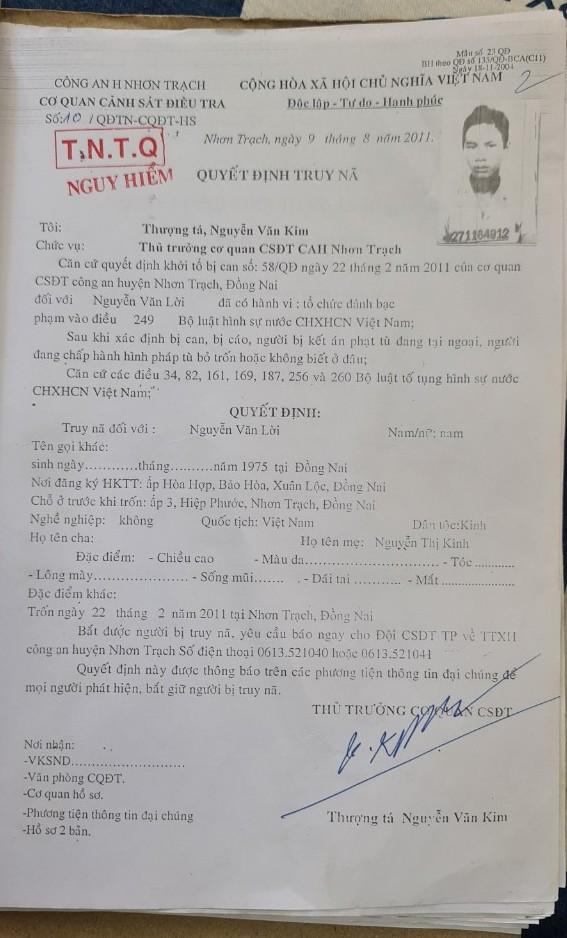 Mẫu số 23 QĐ
BH theo QĐ số 135/QĐ-BCA(C11)
Ngày 18-11-2004
2
CÔNG AN H NHƠN TRẠCH
CỘNG HÒA XÃ HỘI CHỦ NGHĨA VIỆT NAM
CƠ QUAN CẢNH SÁT ĐIỀU TRA
Độc lập - Tự do - Hạnh phúc
Số:10 / QĐTN-CQĐT-HS
Nhơn Trạch, ngày 9 tháng 8 năm 2011.
T.N.T.Q
NGUY HIỂM
QUYẾT ĐỊNH TRUY NÃ
271164912
Tôi: Thượng tá, Nguyễn Văn Kim
Chức vụ: Thủ trưởng cơ quan CSĐT CAH Nhơn Trạch
Căn cứ quyết định khởi tố bị can số: 58/QĐ ngày 22 tháng 2 năm 2011 của cơ quan
CSĐT công an huyện Nhơn Trạch, Đồng Nai
đối với Nguyễn Văn Lời đã có hành vi : tổ chức đánh bạc
phạm vào điều 249 Bộ luật hình sự nước CHXHCN Việt Nam;
Sau khi xác định bị can, bị cáo, người bị kết án phạt tù đang tại ngoại, người
đang chấp hành hình pháp tù bỏ trốn hoặc không biết ở đâu;
Căn cứ các điều 34, 82, 161, 169, 187, 256 và 260 Bộ luật tố tụng hình sự nước
CHXHCN Việt Nam;
QUYẾT ĐỊNH:
Truy nã đối với : Nguyễn Văn Lời Nam/nữ: nam
Tên gọi khác:
sinh ngày............tháng..........năm 1975 tại Đồng Nai
Nơi đăng ký HKTT: ấp Hòa Hợp, Bảo Hòa, Xuân Lộc, Đồng Nai
Chỗ ở trước khi trốn: ấp 3, Hiệp Phước, Nhơn Trạch, Đồng Nai
Nghề nghiệp: không Quốc tịch: Việt Nam Dân tộc:Kinh
Họ tên cha: Họ tên mẹ: Nguyễn Thị Kinh
Đặc điểm: - Chiều cao - Màu da.............................. - Tóc ............
- Lông mày...................... - Sống mũi....... . - Dái tai ........... - Mắt ................
Đặc điểm khác:
Trốn ngày 22 tháng 2 năm 2011 tại Nhơn Trạch, Đồng Nai
Bắt được người bị truy nã, yêu cầu báo ngay cho Đội CSĐT TP về TTXH
công an huyện Nhơn Trạch Số điện thoại 0613.521040 hoặc 0613.521041
Quyết định này được thông báo trên các phương tiện thông tin đại chúng để
mọi người phát hiện, bắt giữ người bị truy nã.
THỦ TRƯỞNG CƠ QUAN CSĐT
Nơi nhận:
-VKSND.........................
-Văn phòng CQĐT.
-Cơ quan hồ sơ.
-Phương tiện thông tin đại chúng
-Hồ sơ 2 bản.
Thượng tá Nguyễn Văn Kim